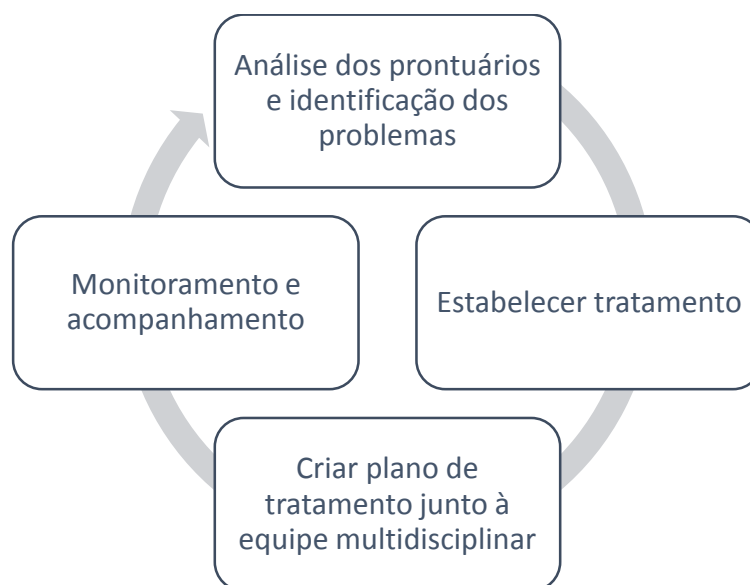 Análise dos prontuários
e identificação dos
problemas
Estabelecer tratamento
Criar plano de
tratamento junto à
equipe multidisciplinar
Monitoramento e
acompanhamento